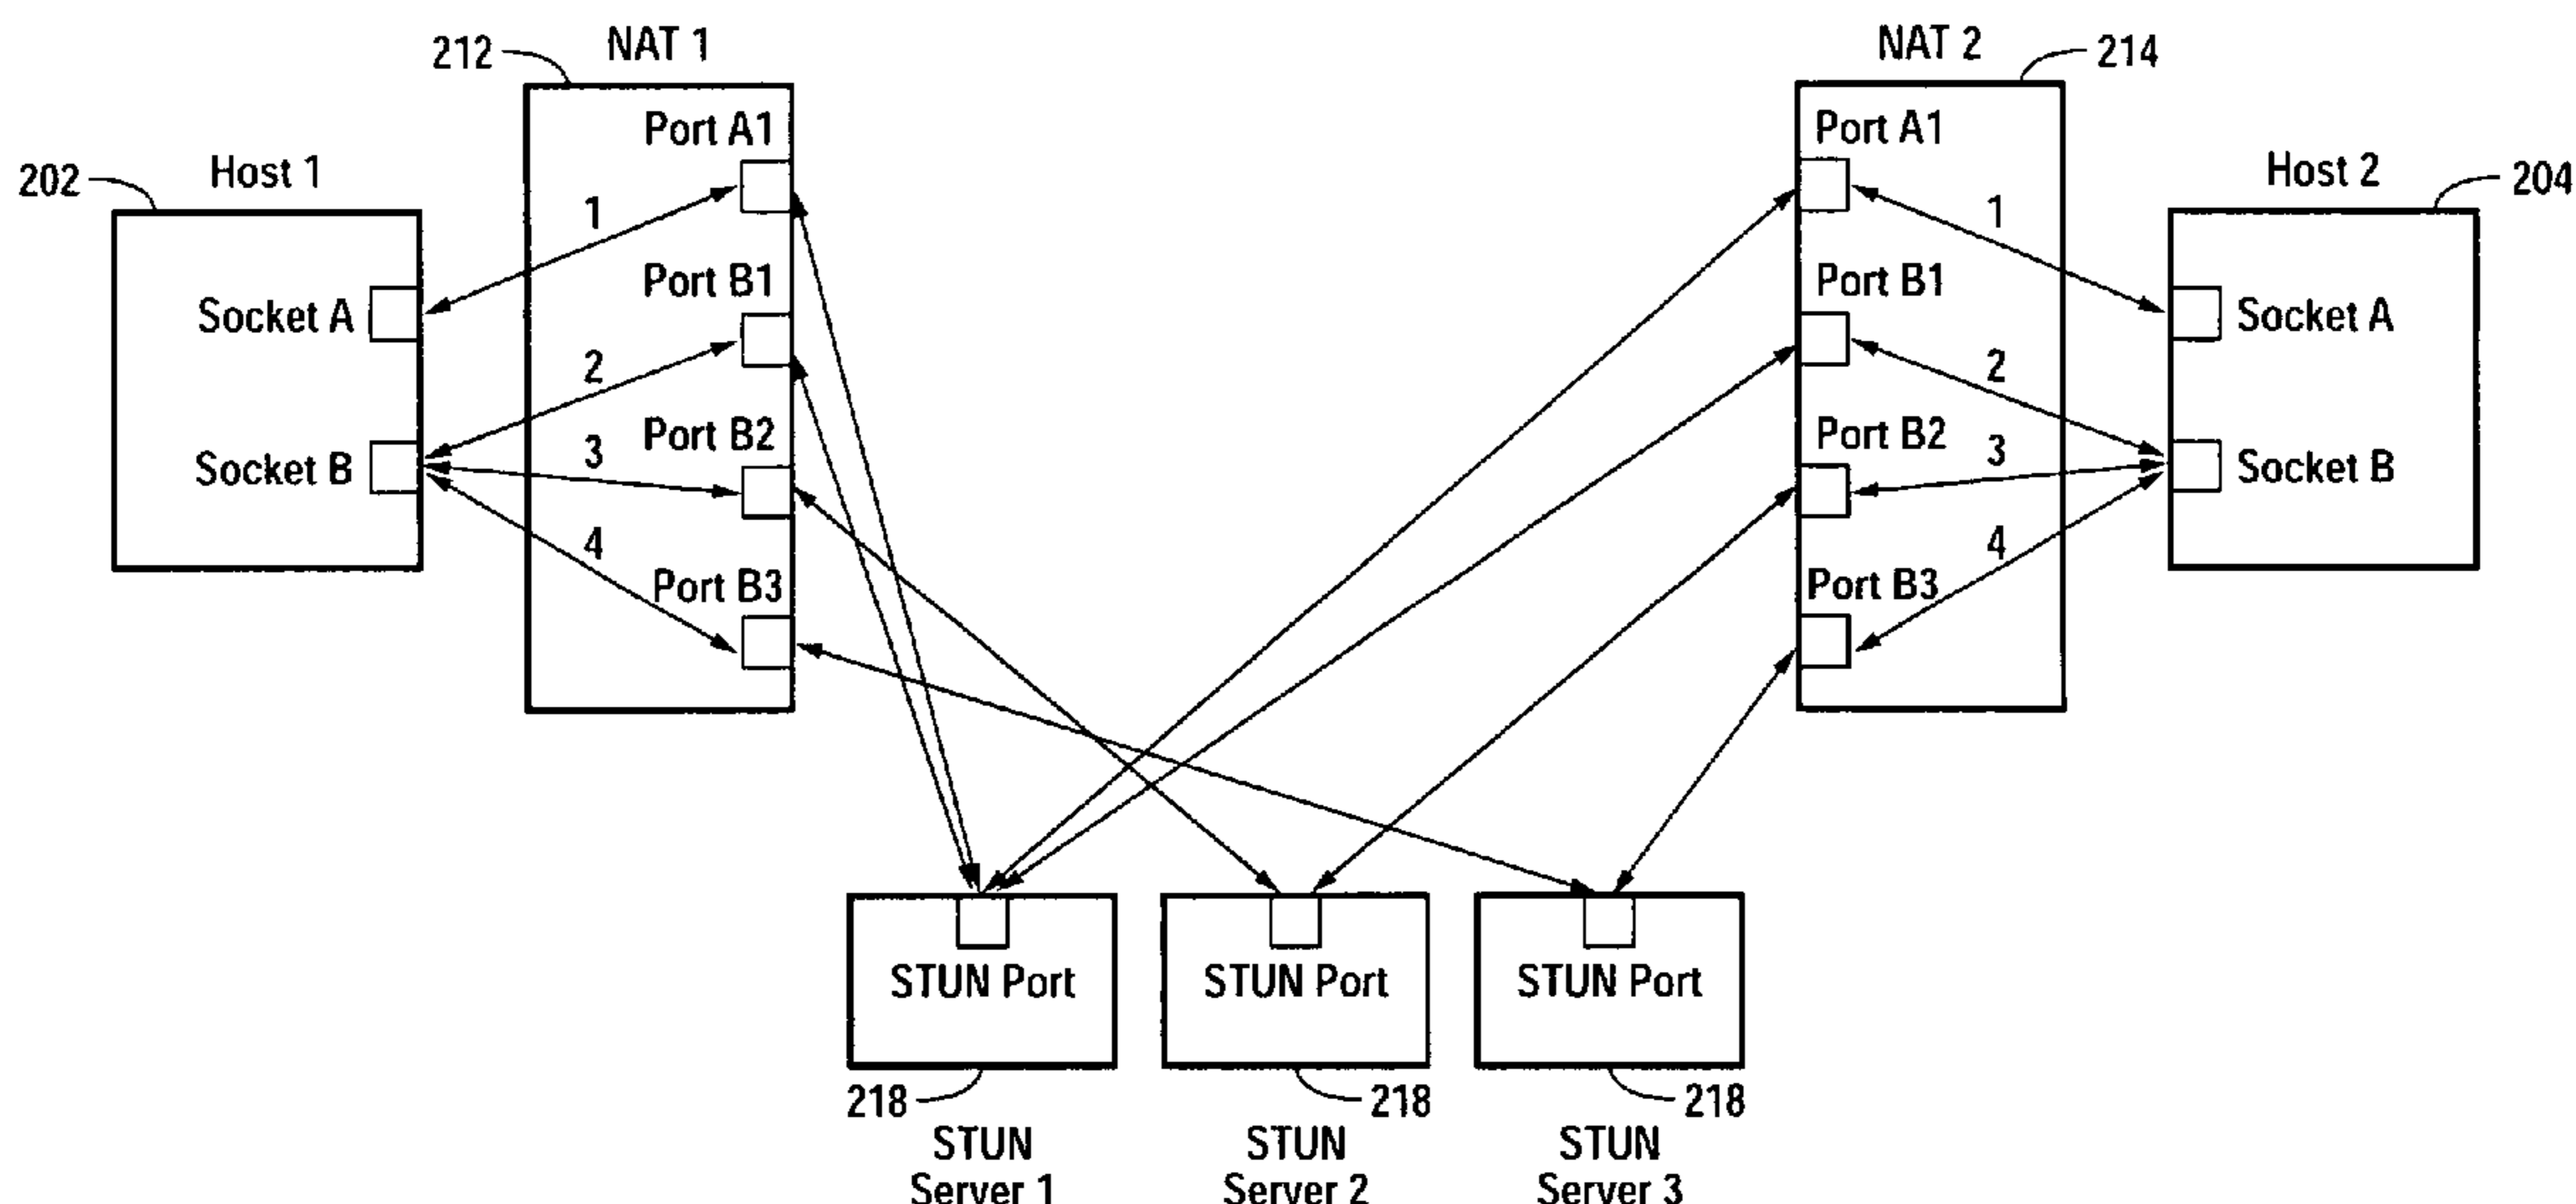 212
NAT 1
NAT 2
214
Port A1
Port A1
202
Host 1
Host 2
204
1
1
Port B1
Port B1
Socket A
Socket A
2
2
Port B2
Port B2
3
3
Socket B
Socket B
4
4
Port B3
Port B3
STUN Port
STUN Port
STUN Port
218
218
218
STUN
Server 1
STUN
Server 2
STUN
Server 3